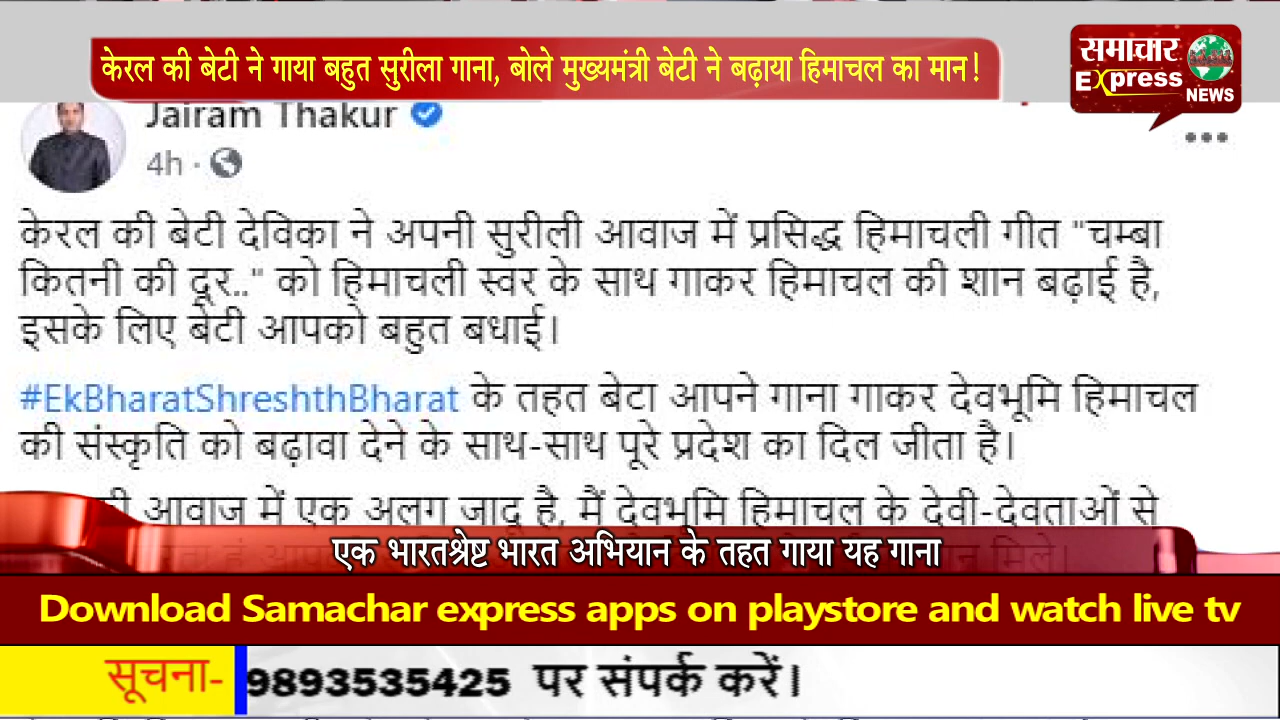 केरल की बेटी ने गाया बहुत सुरीला गाना, बोले मुख्यमंत्री बेटी ने बढ़ाया हिमाचल का मान!
समाचार
Express
NEWS
Jairam Thakur
4h ·
केरल की बेटी देविका ने अपनी सुरीली आवाज में प्रसिद्ध हिमाचली गीत "चम्बा
कितनी की दूर.." को हिमाचली स्वर के साथ गाकर हिमाचल की शान बढ़ाई है,
इसके लिए बेटी आपको बहुत बधाई।
#EkBharatShreshthBharat के तहत बेटा आपने गाना गाकर देवभूमि हिमाचल
की संस्कृति को बढ़ावा देने के साथ-साथ पूरे प्रदेश का दिल जीता है।
आवाज में एक अलग जादू है, मैं देवभूमि हिमाचल के देवी-देवताओं से
एक भारतश्रेष्ट भारत अभियान के तहत गाया यह गाना
Download Samachar express apps on playstore and watch live tv
सूचना- 9893535425 पर संपर्क करें।